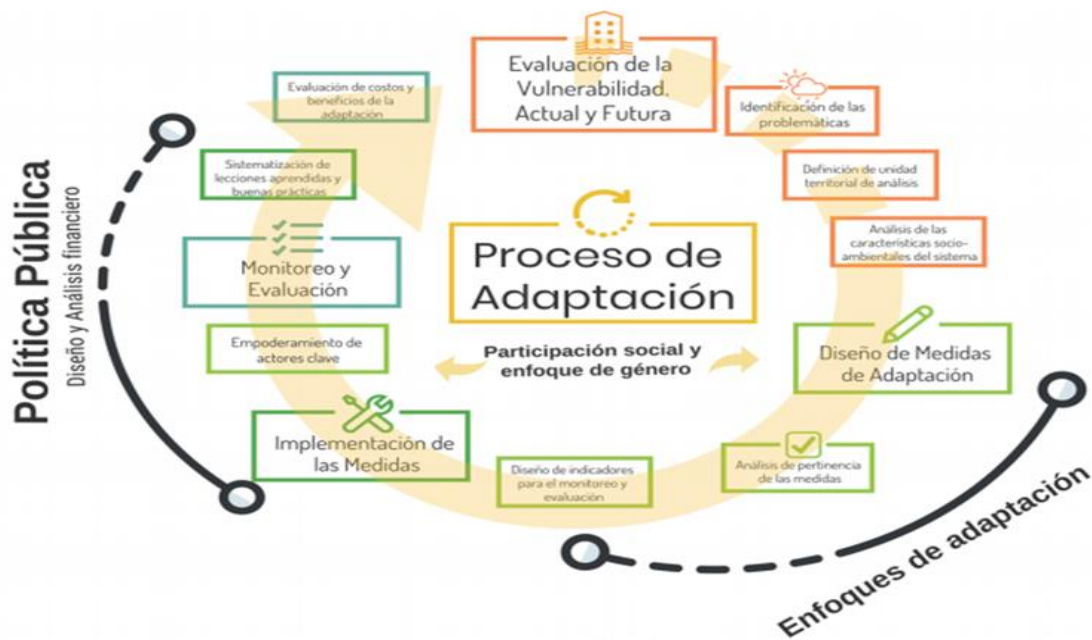 Evaluación de la
Vulnerabilidad.
Actual y Futura
Identificación de las
problemáticas
Definición de unidad
territorial de análisis
Análisis de las
características socio-
ambientales del sistema
Diseño de Medidas
de Adaptación
Análisis de pertinencia
de las medidas
Diseño de indicadores
para el monitoreo y
evaluación
Implementación de
las Medidas
Empoderamiento de
actores clave
Monitoreo y
Evaluación
Sistematización de
lecciones aprendidas y
buenas prácticas
Evaluación de costos y
beneficios de la
adaptación
Proceso de
Adaptación
Participación social y
enfoque de género
Política Pública
Diseño y Análisis financiero
Enfoques de adaptación